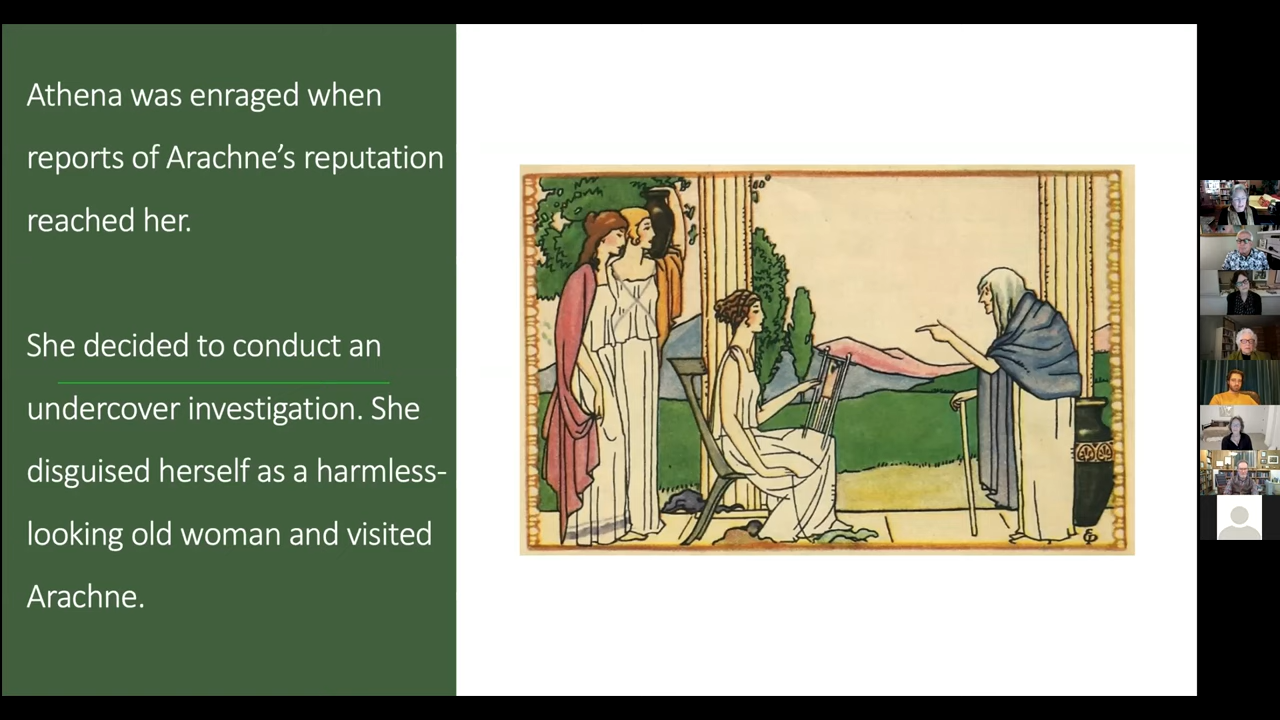 Athena was enraged when
reports of Arachne’s reputation
reached her.
She decided to conduct an
undercover investigation. She
disguised herself as a harmless-
looking old woman and visited
Arachne.